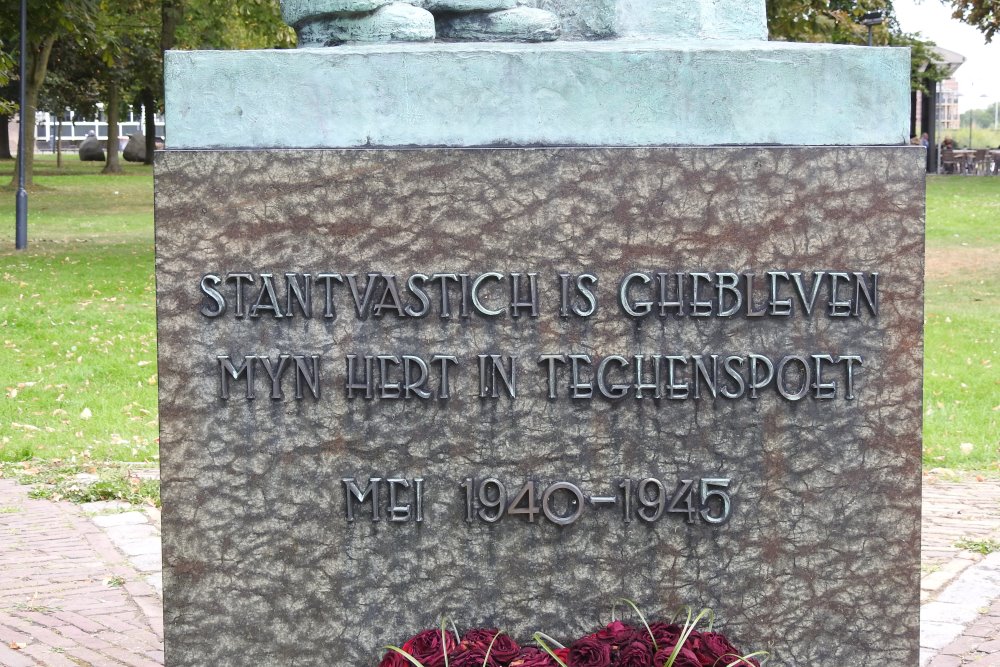 STANTVASTICH IS GHEBLEVEN
MYN HERT IN TEGHENSPOET
MEI 1940-1945